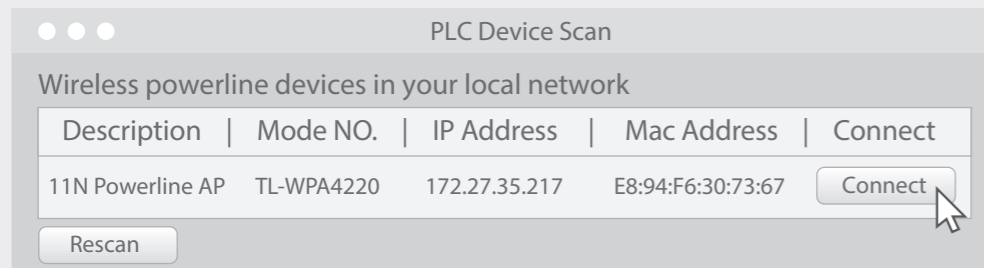 PLC Device Scan
Wireless powerline devices in your local network
Description | Mode NO. | IP Address | Mac Address | Connect
11N Powerline AP TL-WPA4220 172.27.35.217 E8:94:F6:30:73:67 Connect
Rescan